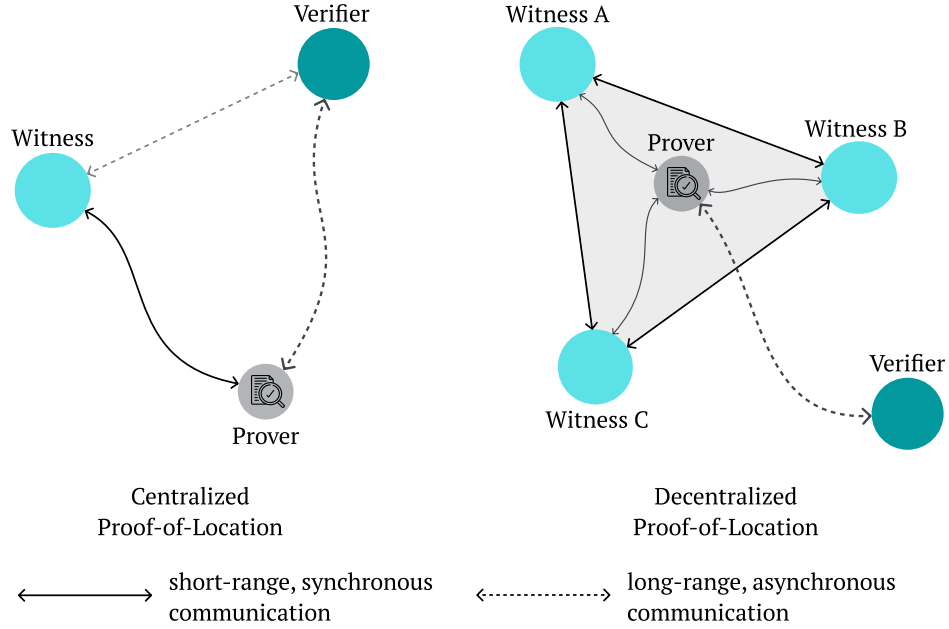 Verifier
Witness
Prover
Centralized
Proof-of-Location
Witness A
Witness B
Prover
Witness C
Verifier
Decentralized
Proof-of-Location
short-range, synchronous
communication
long-range, asynchronous
communication